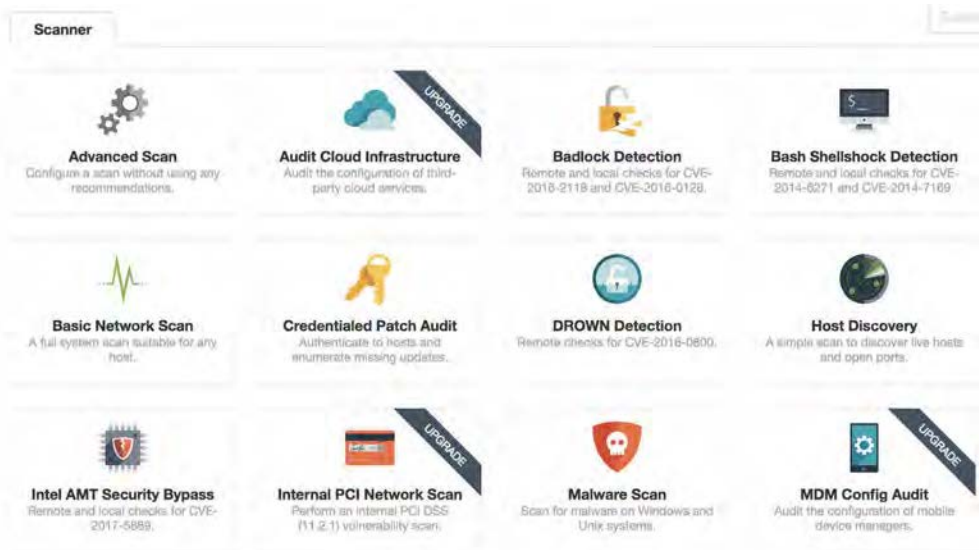 Scanner
UPGRADE
Advanced Scan
Configure a scan without using any
recommendations.
Audit Cloud Infrastructure
Audit the configuration of third-
party cloud services.
Badlock Detection
Remote and local checks for CVE-
2016-2118 and CVE-2016-0128.
Bash Shellshock Detection
Remote and local checks for CVE-
2014-6271 and CVE-2014-7169.
Basic Network Scan
A full system scan suitable for any
host.
Credentialed Patch Audit
Authenticate to hosts and
enumerate missing updates.
DROWN Detection
Remote checks for CVE-2016-0800.
Host Discovery
A simple scan to discover live hosts
and open ports.
UPGRADE
UPGRADE
Intel AMT Security Bypass
Remote and local checks for CVE-
2017-5689.
Internal PCI Network Scan
Perform an internal PCI DSS
(11.2.1) vulnerability scan.
Malware Scan
Scan for malware on Windows and
Unix systems.
MDM Config Audit
Audit the configuration of mobile
device managers.